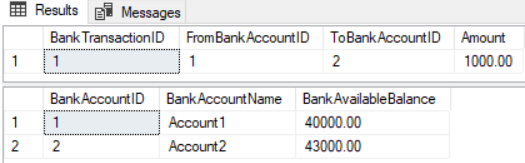 Results Messages
BankTransactionID FromBankAccountID ToBankAccountID Amount
1 1 1 2 1000.00
BankAccountID BankAccountName BankAvailableBalance
1 1 Account1 40000.00
2 2 Account2 43000.00